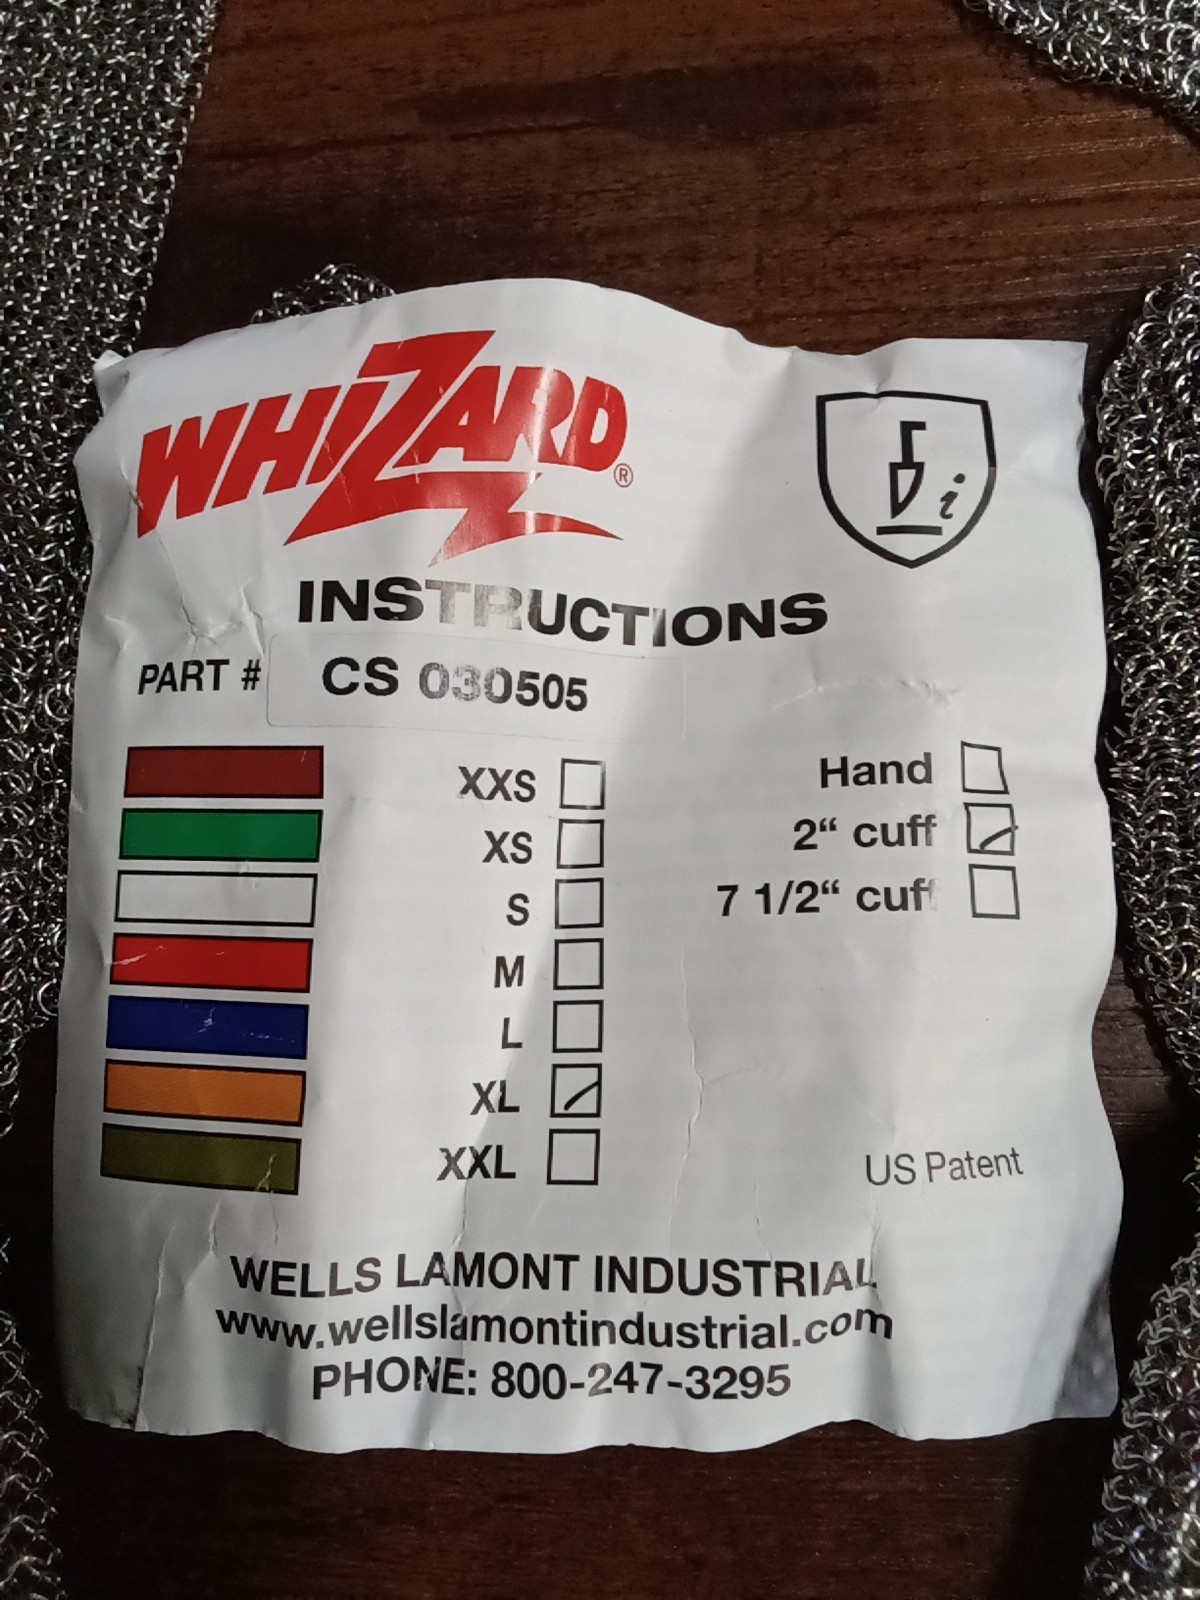 WHIZARD®
i
INSTRUCTIONS
PART # CS 030505
XXS
XS
S
M
L
XL
XXL
Hand
2“ cuff
7 1/2“ cuff
US Patent
WELLS LAMONT INDUSTRIAL
www.wellslamontindustrial.com
PHONE: 800-247-3295